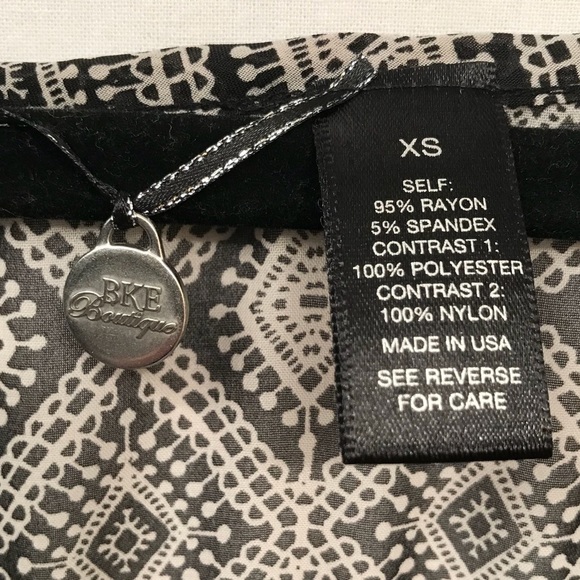 BKE
Boutique
XS
SELF:
95% RAYON
5% SPANDEX
CONTRAST 1:
100% POLYESTER
CONTRAST 2:
100% NYLON
MADE IN USA
SEE REVERSE
FOR CARE